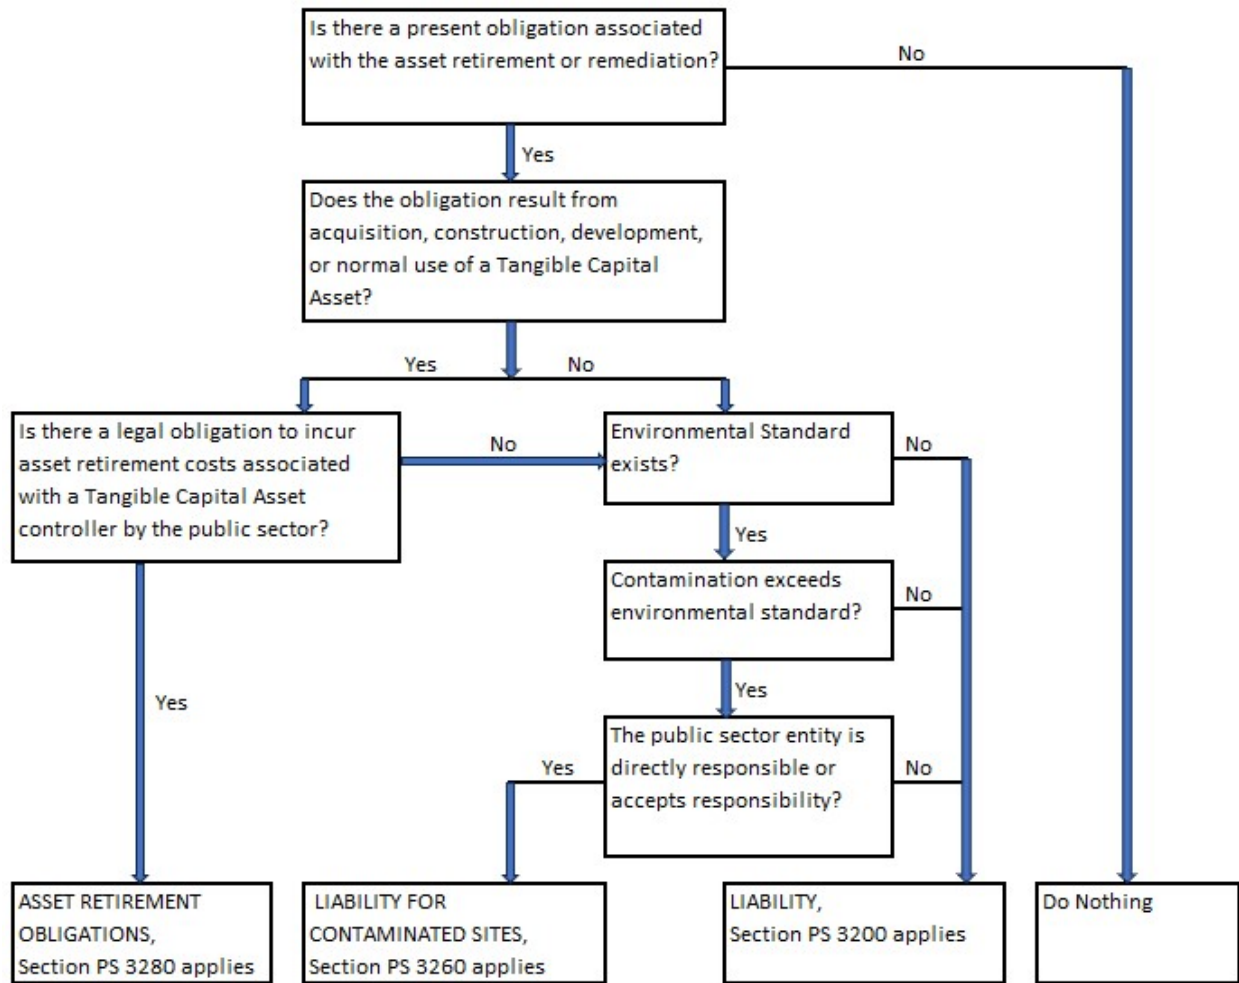 Is there a present obligation associated
with the asset retirement or remediation?
No
Yes
Does the obligation result from
acquisition, construction, development,
or normal use of a Tangible Capital
Asset?
Yes
No
Is there a legal obligation to incur
asset retirement costs associated
with a Tangible Capital Asset
controller by the public sector?
No
Environmental Standard
exists?
No
Yes
Contamination exceeds
environmental standard?
No
Yes
Yes
The public sector entity is
directly responsible or
accepts responsibility?
Yes
No
ASSET RETIREMENT
OBLIGATIONS,
Section PS 3280 applies
LIABILITY FOR
CONTAMINATED SITES,
Section PS 3260 applies
LIABILITY,
Section PS 3200 applies
Do Nothing